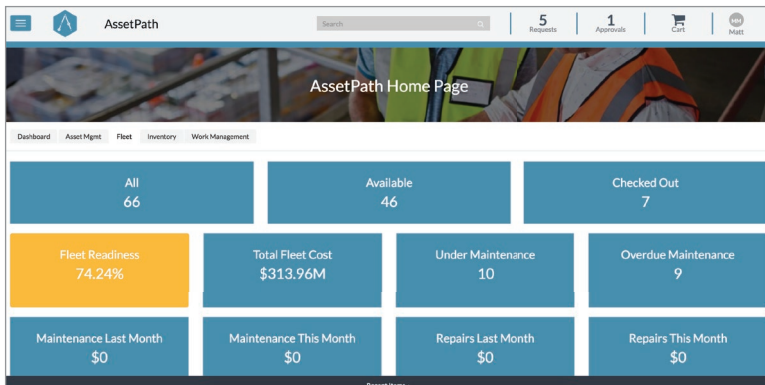 AssetPath
Search
5
Requests
1
Approvals
Cart
MM
Matt
AssetPath Home Page
Dashboard Asset Mgmt Fleet Inventory Work Management
All
66
Available
46
Checked Out
7
Fleet Readiness
74.24%
Total Fleet Cost
$313.96M
Under Maintenance
10
Overdue Maintenance
9
Maintenance Last Month
$0
Maintenance This Month
$0
Repairs Last Month
$0
Repairs This Month
$0
Recent Items